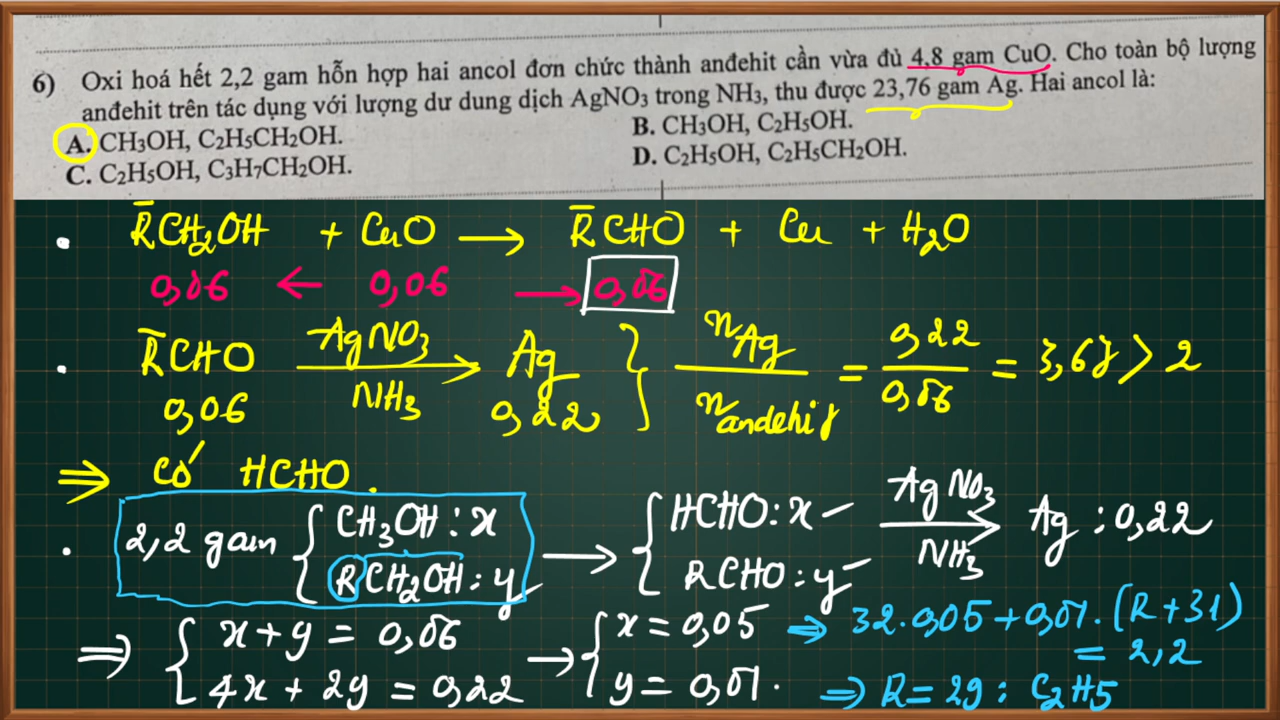 6) Oxi hoá hết 2,2 gam hỗn hợp hai ancol đơn chức thành anđehit cần vừa đủ 4,8 gam CuO. Cho toàn bộ lượng
anđehit trên tác dụng với lượng dư dung dịch AgNO3 trong NH3, thu được 23,76 gam Ag. Hai ancol là:
A. CH3OH, C2H5CH2OH. B. CH3OH, C2H5OH.
C. C2H5OH, C3H7CH2OH. D. C2H5OH, C2H5CH2OH.
. R̄CH2OH + CuO → R̄CHO + Cu + H2O
0,06 ← 0,06 → 0,06
. R̄CHO AgNO3 NH3 → Ag } nAg / nandehit = 0,22 / 0,06 = 3,67 > 2
0,06 0,22
⇒ Có HCHO.
. 2,2 gam { CH3OH : x → { HCHO : x – AgNO3 NH3 → Ag : 0,22
RCH2OH : y RCHO : y –
⇒ { x + y = 0,06 → { x = 0,05 ⇒ 32.0,05 + 0,01.(R + 31)
= 2,2
4x + 2y = 0,22 y = 0,01. ⇒ R = 29 : C2H5